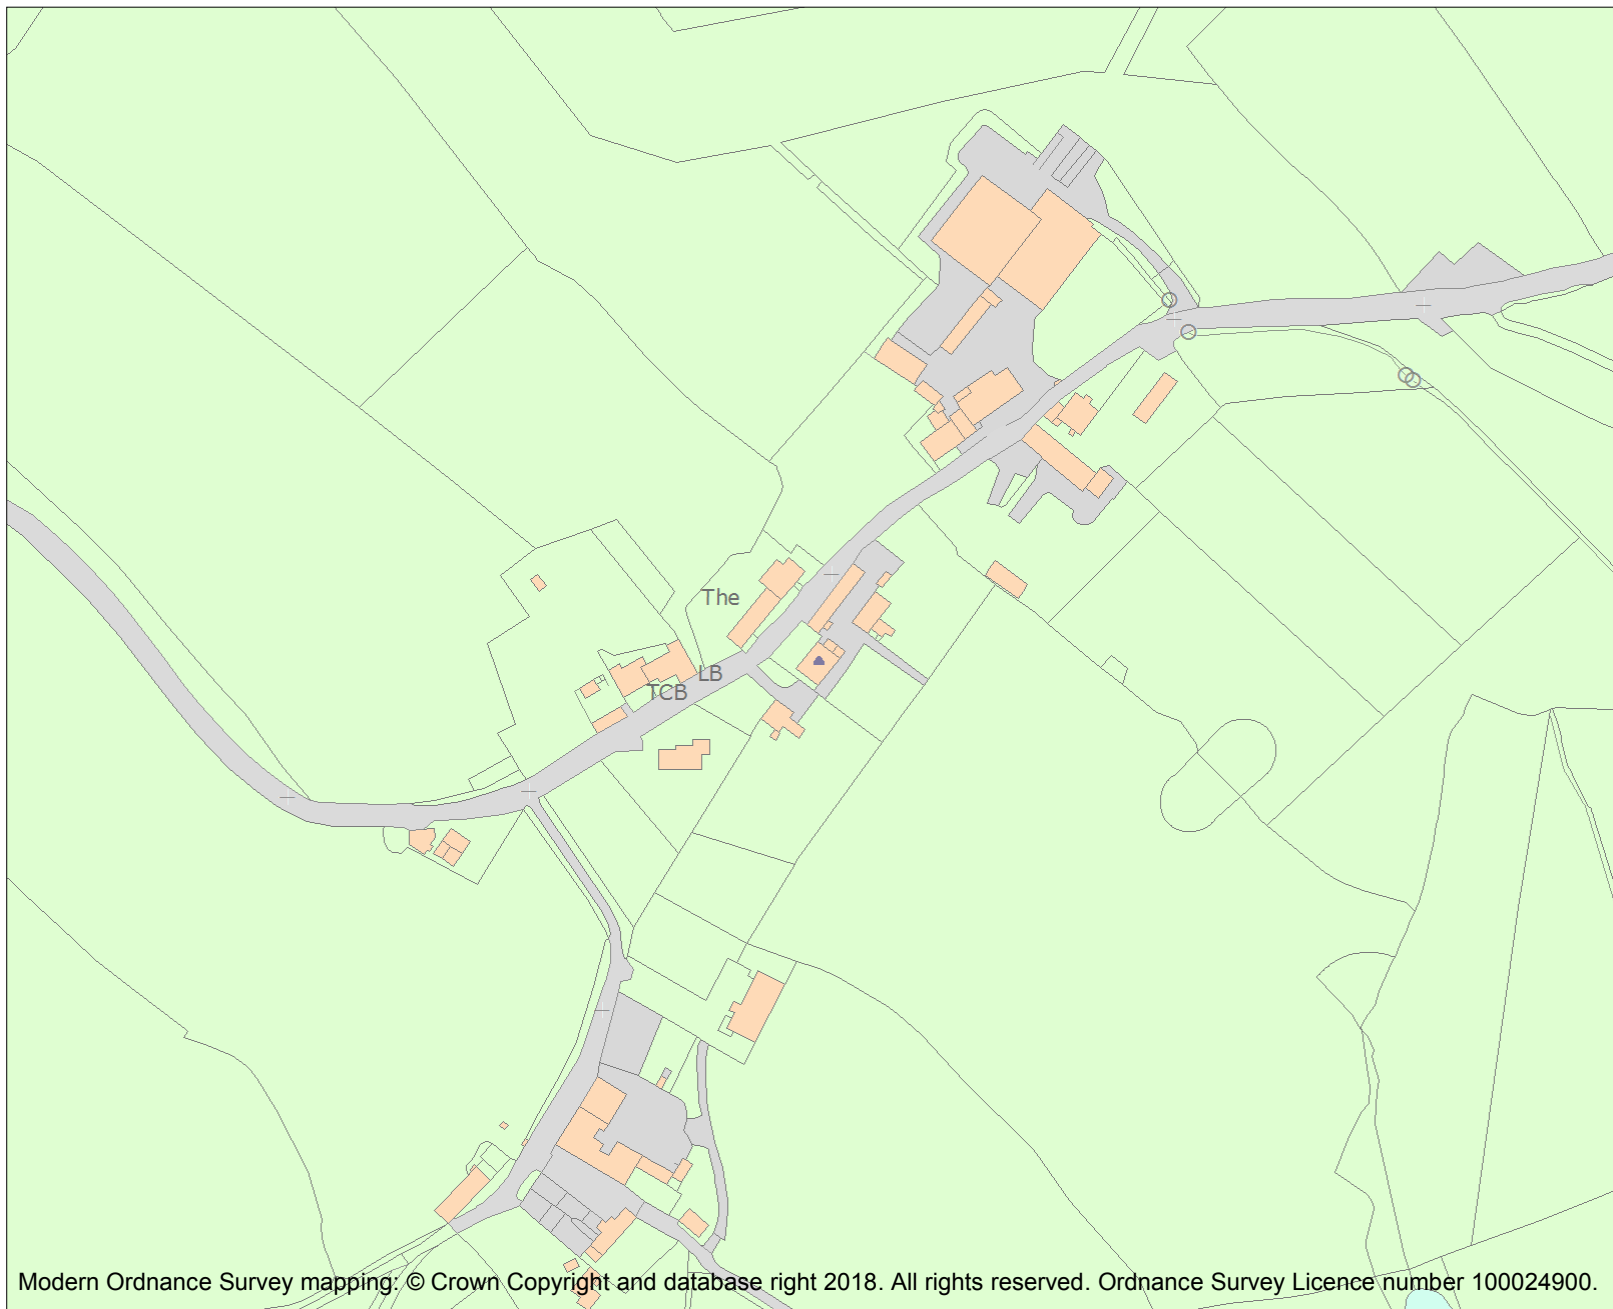 The
LB
TCB
Modern Ordnance Survey mapping: © Crown Copyright and database right 2018. All rights reserved. Ordnance Survey Licence number 100024900.